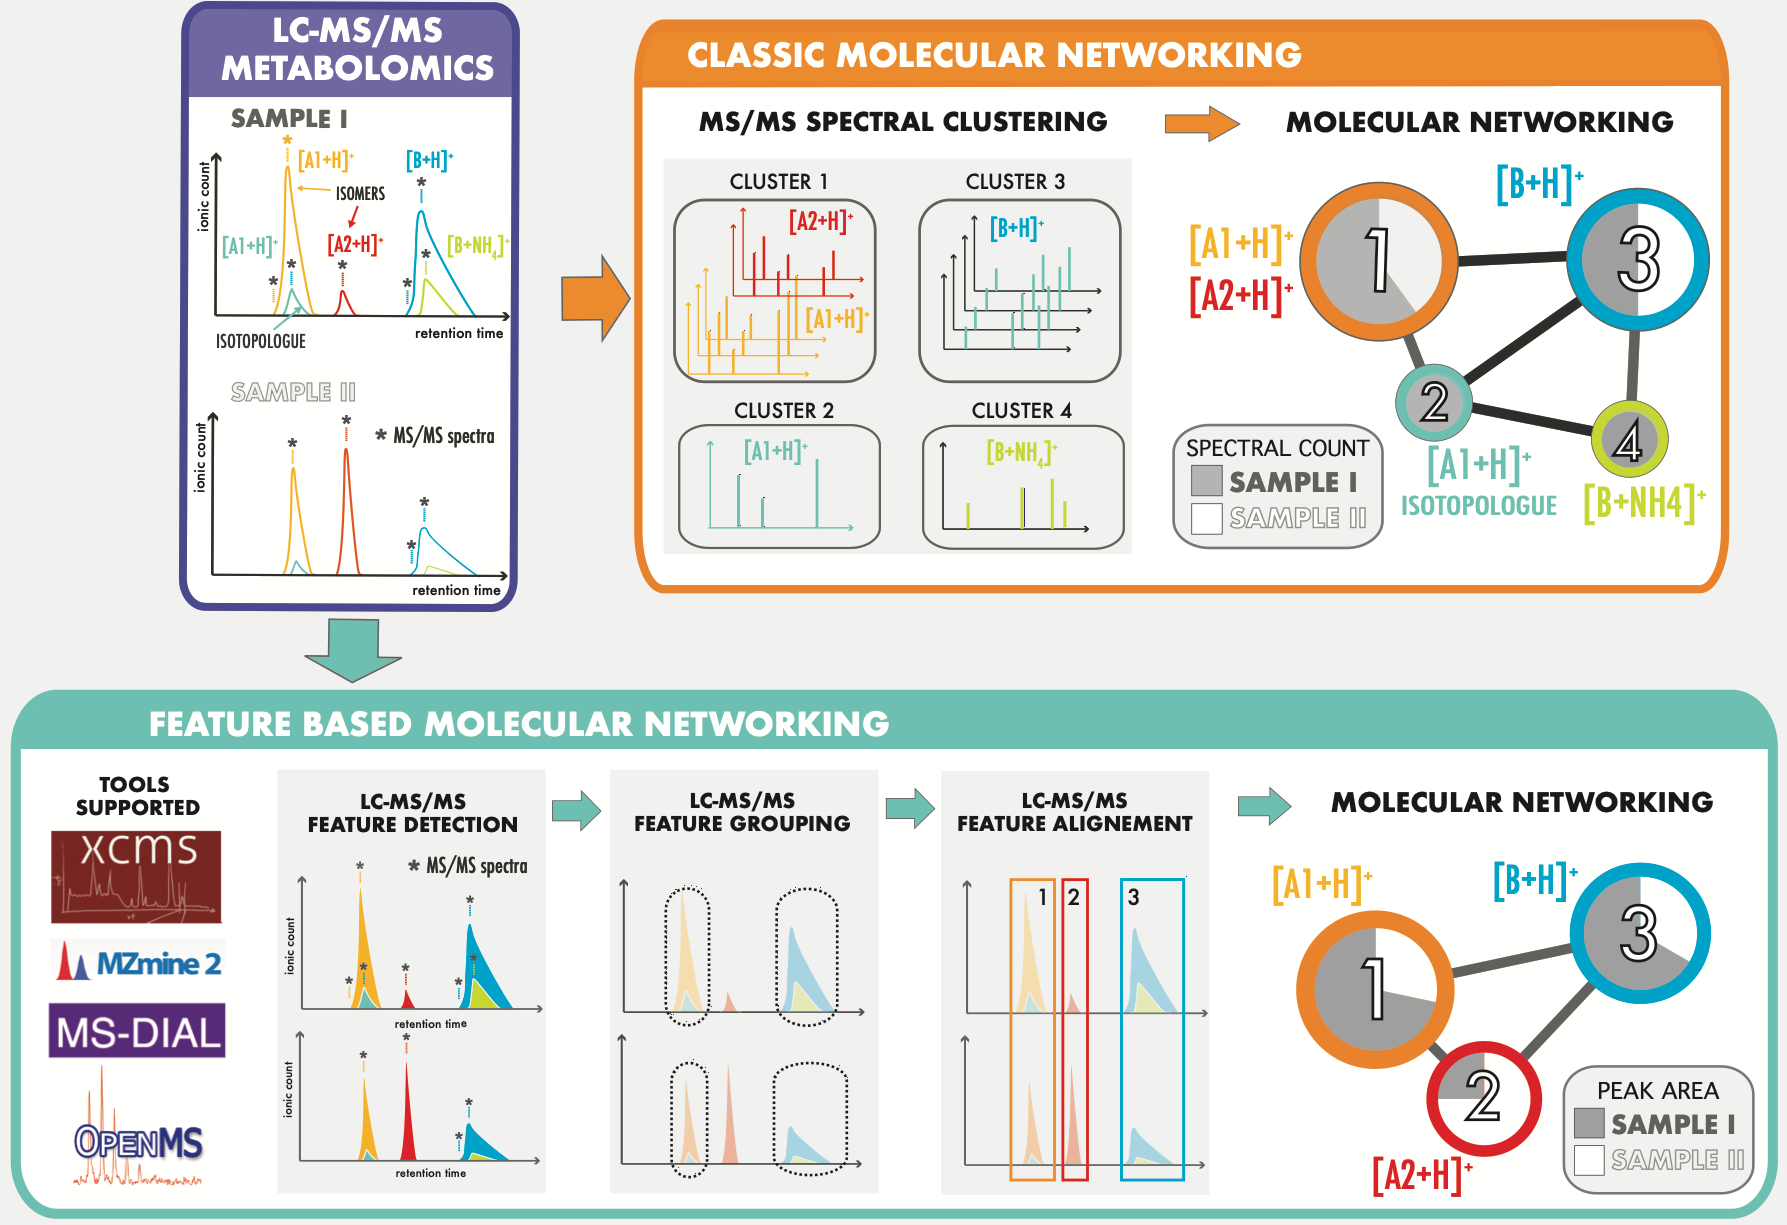 LC-MS/MS
METABOLOMICS
SAMPLE I
ionic count
*
[A1+H]+
[B+H]+
*
ISOMERS
[A1+H]+
[A2+H]+
[B+NH4]+
* * * * *
ISOTOPOLOGUE
retention time
SAMPLE II
ionic count
* * * MS/MS spectra
* *
retention time
CLASSIC MOLECULAR NETWORKING
MS/MS SPECTRAL CLUSTERING
MOLECULAR NETWORKING
CLUSTER 1
[A2+H]+
[A1+H]+
CLUSTER 3
[B+H]+
CLUSTER 2
[A1+H]+
CLUSTER 4
[B+NH4]+
[B+H]+
[A1+H]+
[A2+H]+
1
3
2
4
[A1+H]+
ISOTOPOLOGUE
[B+NH4]+
SPECTRAL COUNT
SAMPLE I
SAMPLE II
FEATURE BASED MOLECULAR NETWORKING
TOOLS
SUPPORTED
xcms
MZmine 2
MS-DIAL
OPENMS
LC-MS/MS
FEATURE DETECTION
* * MS/MS spectra
ionic count
* * * * * * *
retention time
ionic count
* * * *
retention time
LC-MS/MS
FEATURE GROUPING
LC-MS/MS
FEATURE ALIGNEMENT
1 2 3
MOLECULAR NETWORKING
[A1+H]+
[B+H]+
1
3
2
[A2+H]+
PEAK AREA
SAMPLE I
SAMPLE II